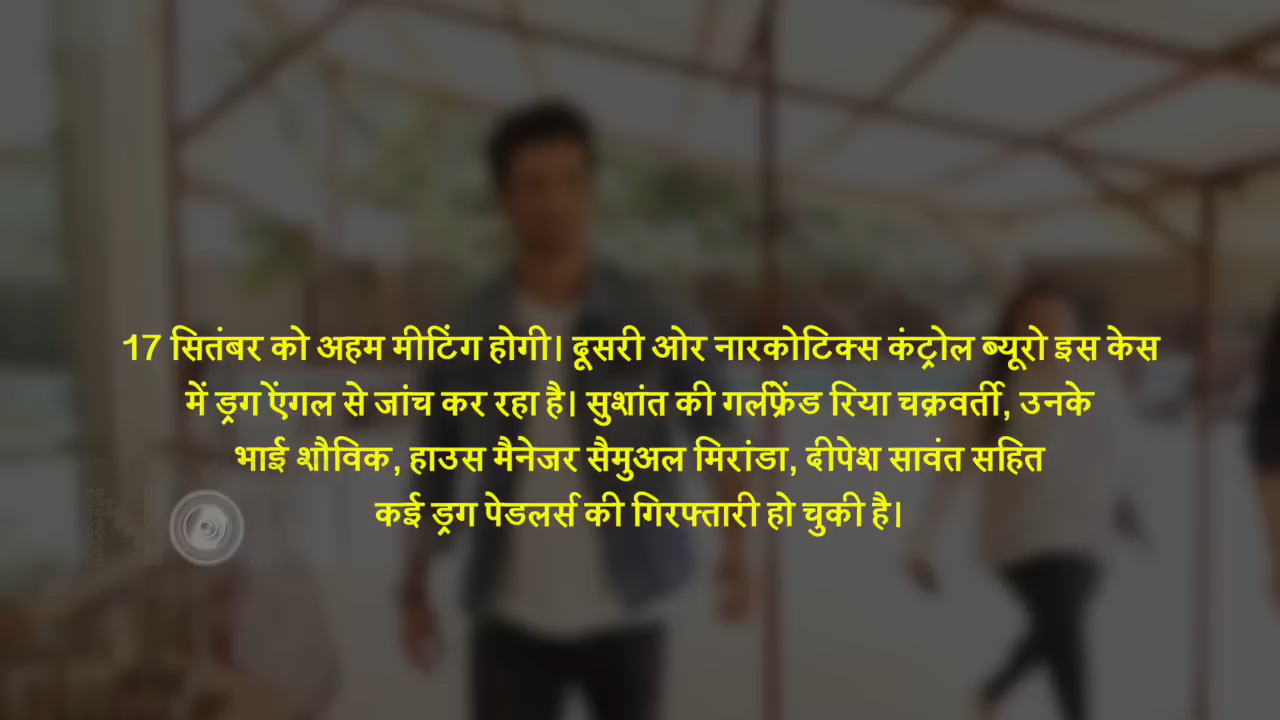 17 सितंबर को अहम मीटिंग होगी। दूसरी ओर नारकोटिक्स कंट्रोल ब्यूरो इस केस
में ड्रग ऐंगल से जांच कर रहा है। सुशांत की गर्लफ्रेंड रिया चक्रवर्ती, उनके
भाई शौविक, हाउस मैनेजर सैमुअल मिरांडा, दीपेश सावंत सहित
कई ड्रग पेडलर्स की गिरफ्तारी हो चुकी है।